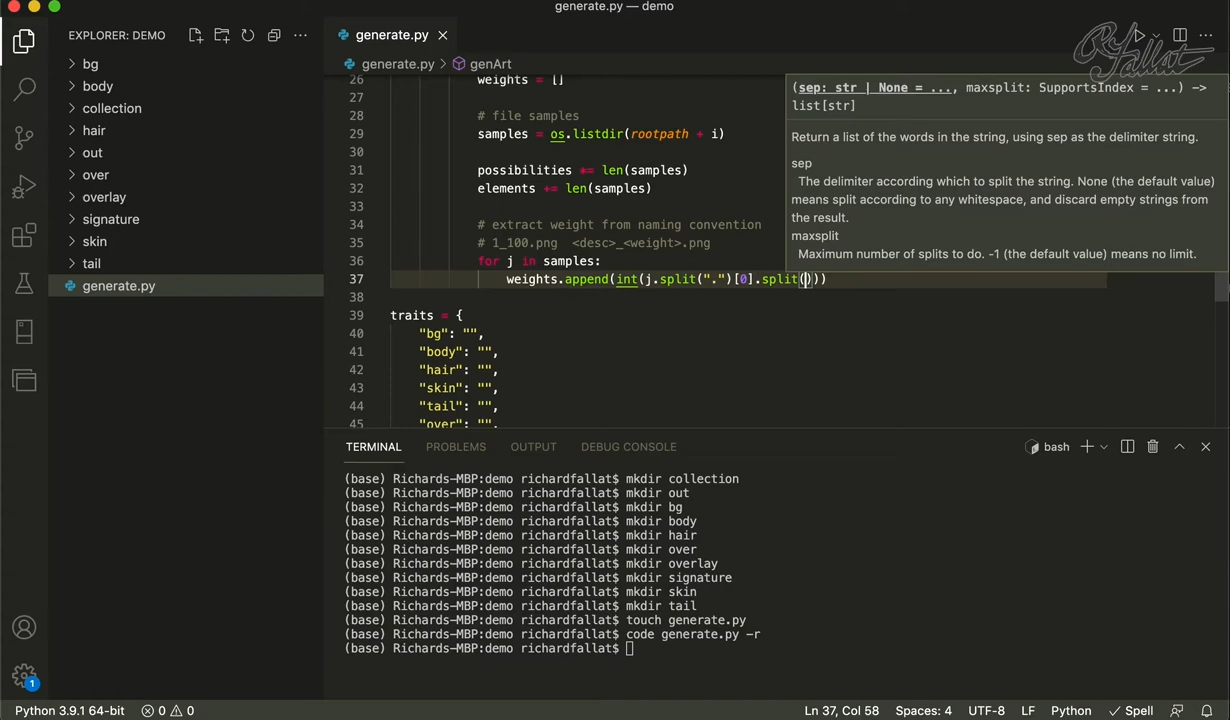 generate.py — demo
EXPLORER: DEMO
bg
body
collection
hair
out
over
overlay
signature
skin
tail
generate.py
1
generate.py
Ry Fallat
generate.py > genArt
26 weights = []
27
28 # file samples
29 samples = os.listdir(rootpath + i)
30
31 possibilities *= len(samples)
32 elements += len(samples)
33
34 # extract weight from naming convention
35 # 1_100.png  <desc>_<weight>.png
36 for j in samples:
37 weights.append(int(j.split(".")[0].split()))
38
39 traits = {
40 "bg": "",
41 "body": "",
42 "hair": "",
43 "skin": "",
44 "tail": "",
45 "over": "",
(sep: str | None = ..., maxsplit: SupportsIndex = ...) ->
list[str]
Return a list of the words in the string, using sep as the delimiter string.
sep
The delimiter according which to split the string. None (the default value)
means split according to any whitespace, and discard empty strings from
the result.
maxsplit
Maximum number of splits to do. -1 (the default value) means no limit.
TERMINAL PROBLEMS OUTPUT DEBUG CONSOLE
bash
(base) Richards-MBP:demo richardfallat$ mkdir collection
(base) Richards-MBP:demo richardfallat$ mkdir out
(base) Richards-MBP:demo richardfallat$ mkdir bg
(base) Richards-MBP:demo richardfallat$ mkdir body
(base) Richards-MBP:demo richardfallat$ mkdir hair
(base) Richards-MBP:demo richardfallat$ mkdir over
(base) Richards-MBP:demo richardfallat$ mkdir overlay
(base) Richards-MBP:demo richardfallat$ mkdir signature
(base) Richards-MBP:demo richardfallat$ mkdir skin
(base) Richards-MBP:demo richardfallat$ mkdir tail
(base) Richards-MBP:demo richardfallat$ touch generate.py
(base) Richards-MBP:demo richardfallat$ code generate.py -r
(base) Richards-MBP:demo richardfallat$
Python 3.9.1 64-bit 0 0 Ln 37, Col 58 Spaces: 4 UTF-8 LF Python Spell